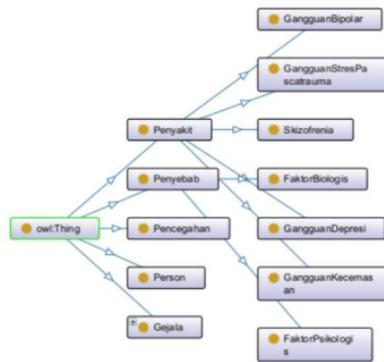 GangguanBipolar
GangguanStresPa
scatrauma
Penyakit
Skizofrenia
Penyebab
FaktorBiologis
owl:Thing
Pencegahan
GangguanDepresi
Person
GangguanKecemas
an
Gejala
FaktorPsikologi
s